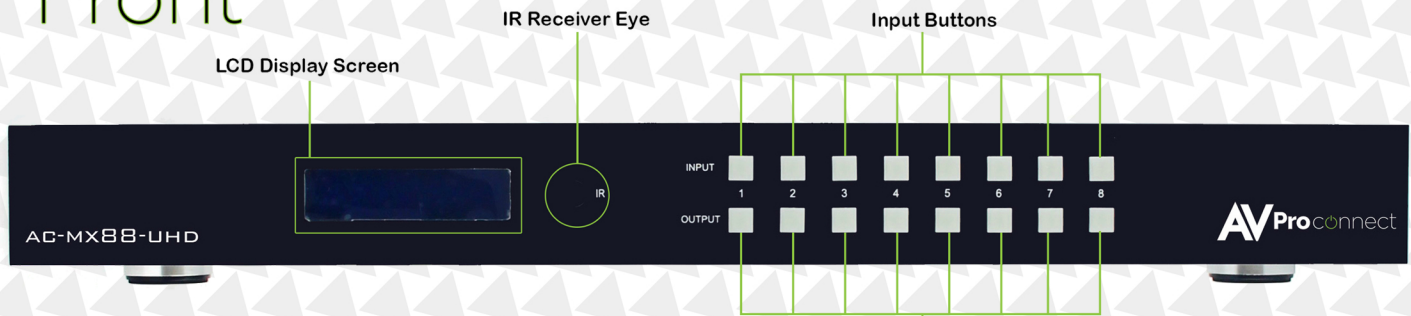 Front
IR Receiver Eye
Input Buttons
LCD Display Screen
INPUT
1 2 3 4 5 6 7 8
IR
OUTPUT
AC-MX88-UHD
AVProconnect